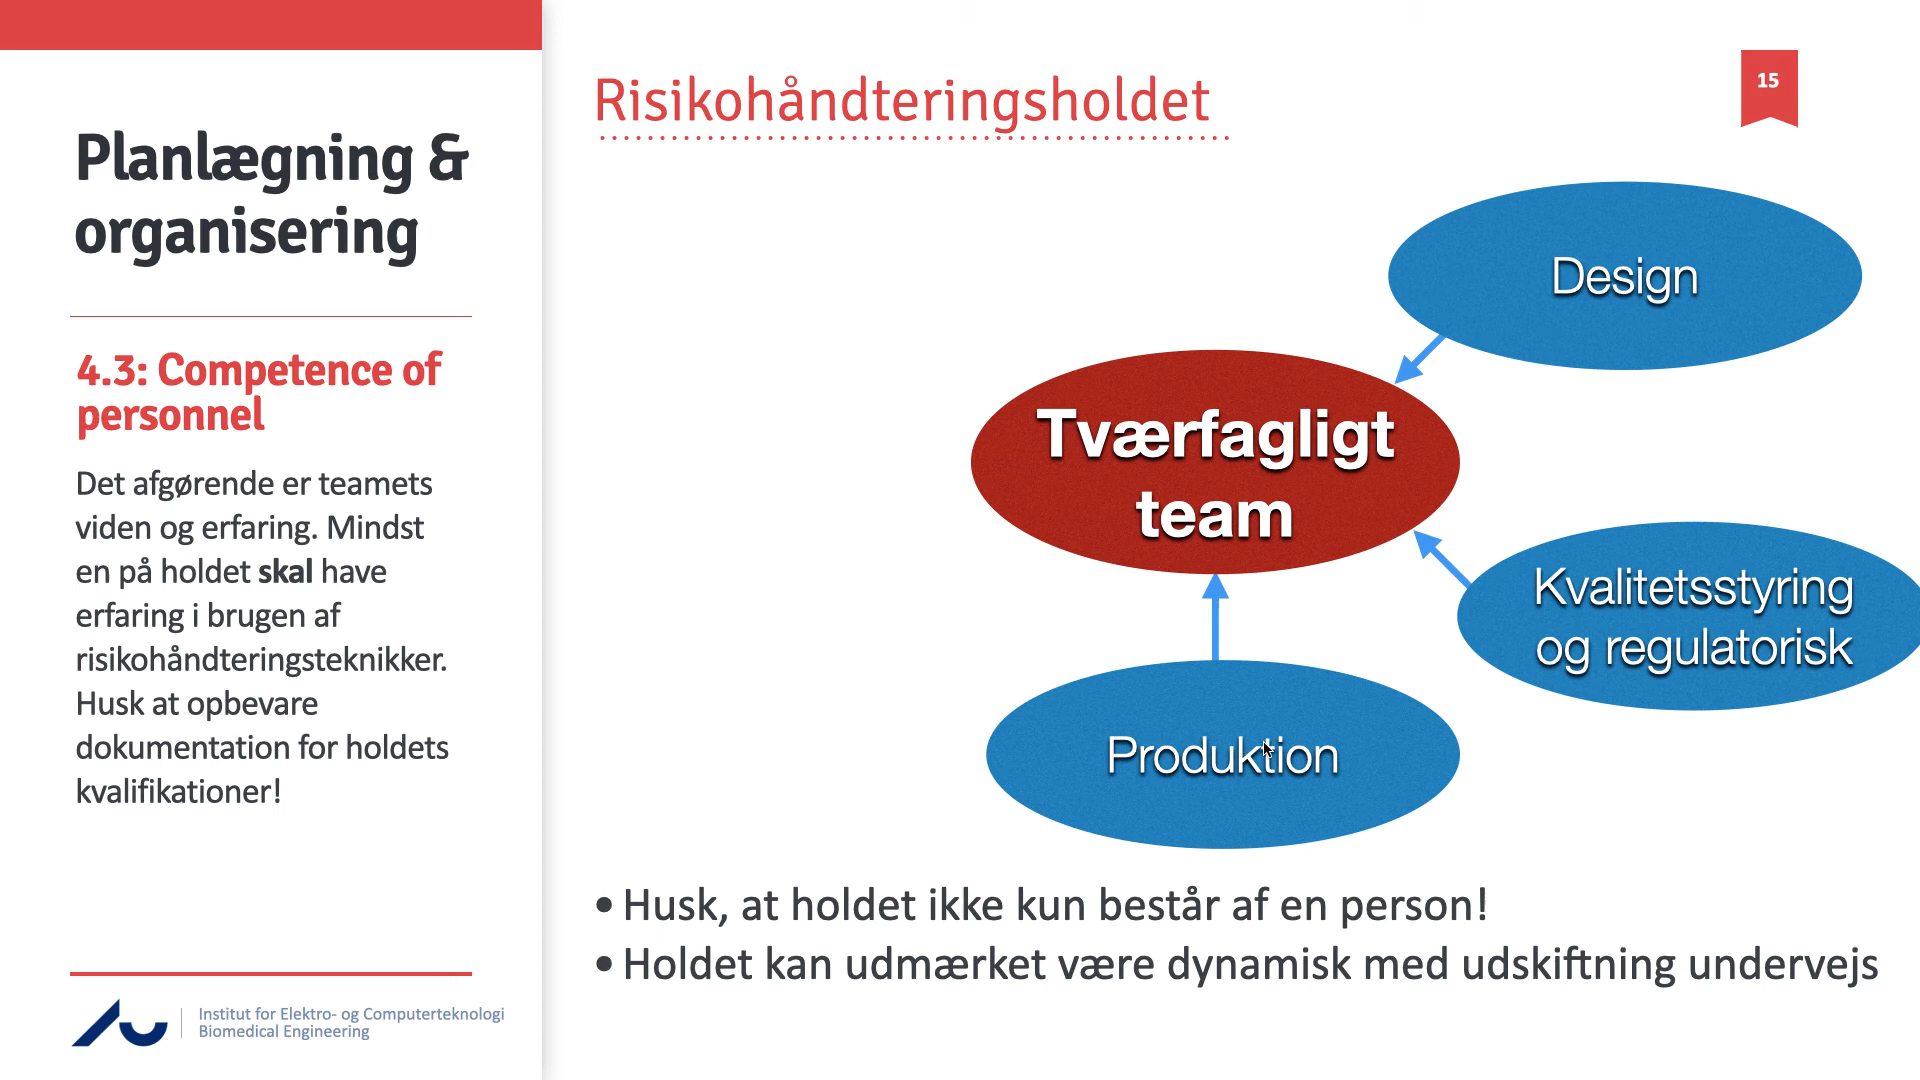 Planlægning &
organisering
4.3: Competence of
personnel
Det afgørende er teamets
viden og erfaring. Mindst
en på holdet skal have
erfaring i brugen af
risikohåndteringsteknikker.
Husk at opbevare
dokumentation for holdets
kvalifikationer!
Institut for Elektro- og Computerteknologi
Biomedical Engineering
Risikohåndteringsholdet
15
Design
Tværfagligt
team
Kvalitetsstyring
og regulatorisk
Produktion
• Husk, at holdet ikke kun består af en person!
• Holdet kan udmærket være dynamisk med udskiftning undervejs